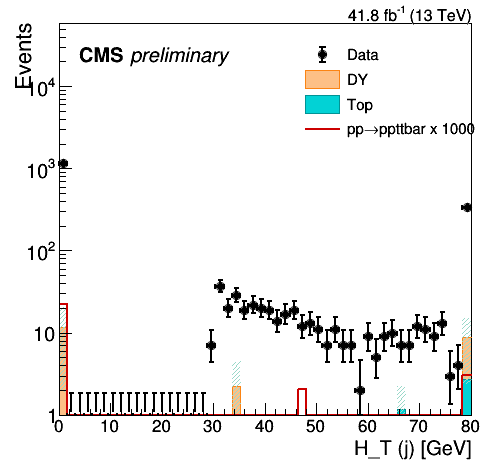 41.8 fb⁻¹ (13 TeV)
Events
CMS preliminary
Data
DY
Top
pp→ppttbar x 1000
10⁴
10³
10²
10
1
0 10 20 30 40 50 60 70 80
H_T (j) [GeV]